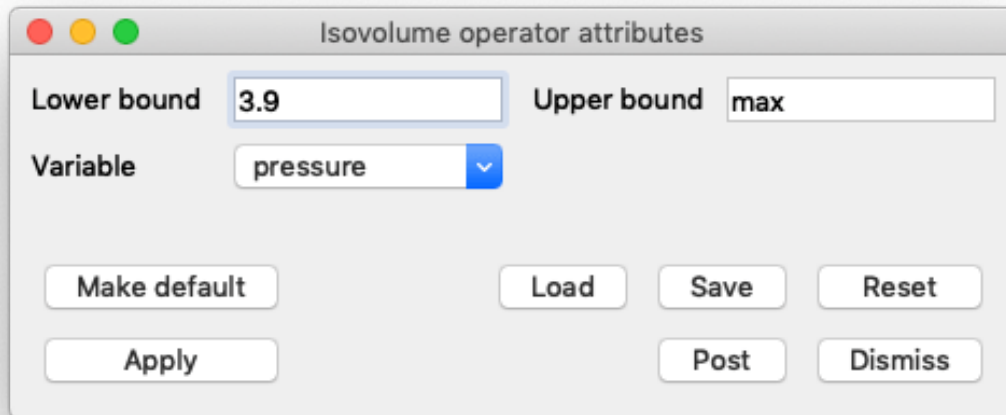 Isovolume operator attributes
Lower bound 3.9 Upper bound max
Variable pressure
Make default Load Save Reset
Apply Post Dismiss